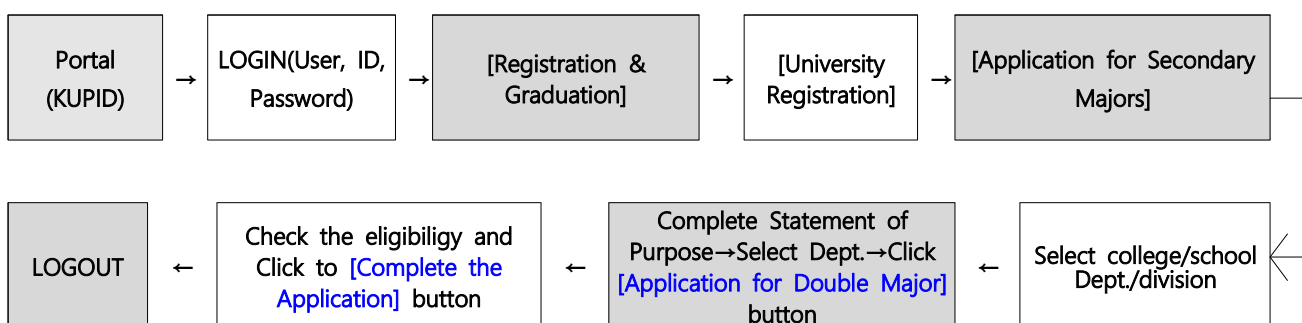 Portal
(KUPID)
→
LOGIN(User, ID,
Password)
→
[Registration &
Graduation]
→
[University
Registration]
→
[Application for Secondary
Majors]
Select college/school
Dept./division
←
Complete Statement of
Purpose→Select Dept.→Click
[Application for Double Major]
button
←
Check the eligibiligy and
Click to [Complete the
Application] button
←
LOGOUT